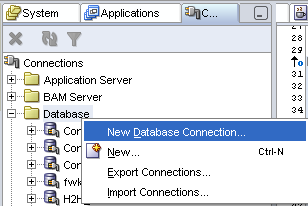 System Applications C...
Connections
Application Server
BAM Server
Database
New Database Connection...
Con
New... Ctrl-N
Con
Export Connections...
Con
fwk
Import Connections...
H2H
27
28
29
30
31
32
33
34